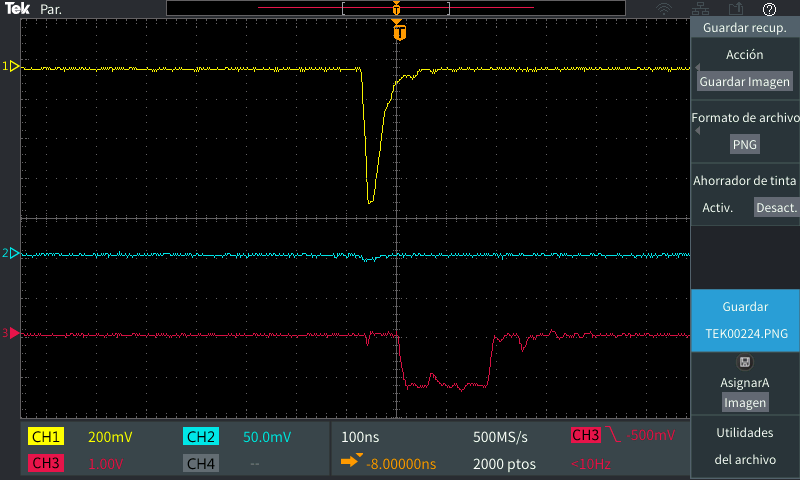 Tek Par.
T
?
T
Guardar recup.
1
Acción
Guardar Imagen
Formato de archivo
PNG
Ahorrador de tinta
Activ. Desact.
2
Guardar
TEK00224.PNG
3
AsignarA
Imagen
CH1 200mV CH2 50.0mV 100ns 500MS/s CH3 -500mV
CH3 1.00V CH4 -- -8.00000ns 2000 ptos <10Hz
Utilidades
del archivo